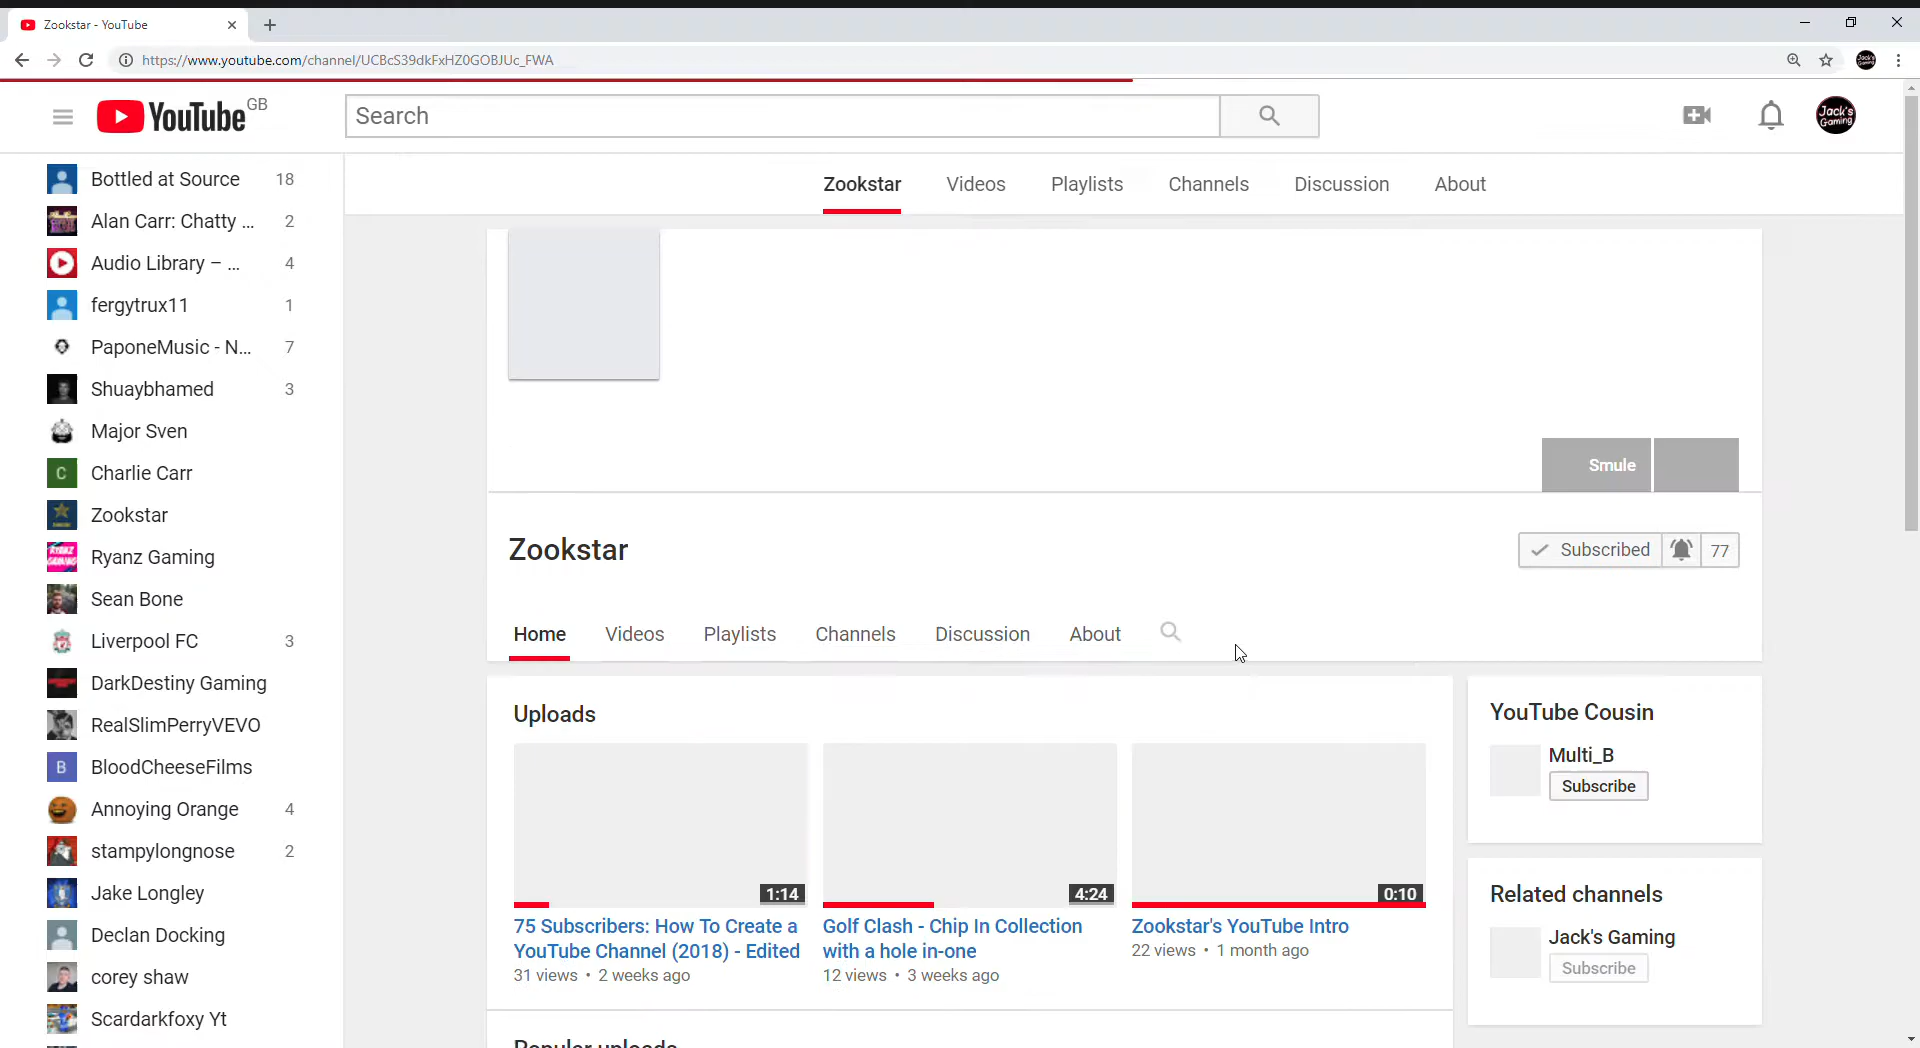 Zookstar - YouTube
https://www.youtube.com/channel/UCBcS39dkFxHZ0GOBJUc_FWA
YouTube GB
Search
Jack's
Gaming
Bottled at Source 18
Alan Carr: Chatty ... 2
Audio Library – ... 4
fergytrux11 1
PaponeMusic - N... 7
Shuaybhamed 3
Major Sven
C Charlie Carr
Zookstar
Ryanz Gaming
Sean Bone
Liverpool FC 3
DarkDestiny Gaming
RealSlimPerryVEVO
B BloodCheeseFilms
Annoying Orange 4
stampylongnose 2
Jake Longley
Declan Docking
corey shaw
Scardarkfoxy Yt
Zookstar Videos Playlists Channels Discussion About
Smule
Zookstar
Subscribed 77
Home Videos Playlists Channels Discussion About
Uploads
1:14
75 Subscribers: How To Create a
YouTube Channel (2018) - Edited
31 views • 2 weeks ago
4:24
Golf Clash - Chip In Collection
with a hole in-one
12 views • 3 weeks ago
0:10
Zookstar's YouTube Intro
22 views • 1 month ago
Popular uploads
YouTube Cousin
Multi_B
Subscribe
Related channels
Jack's Gaming
Subscribe